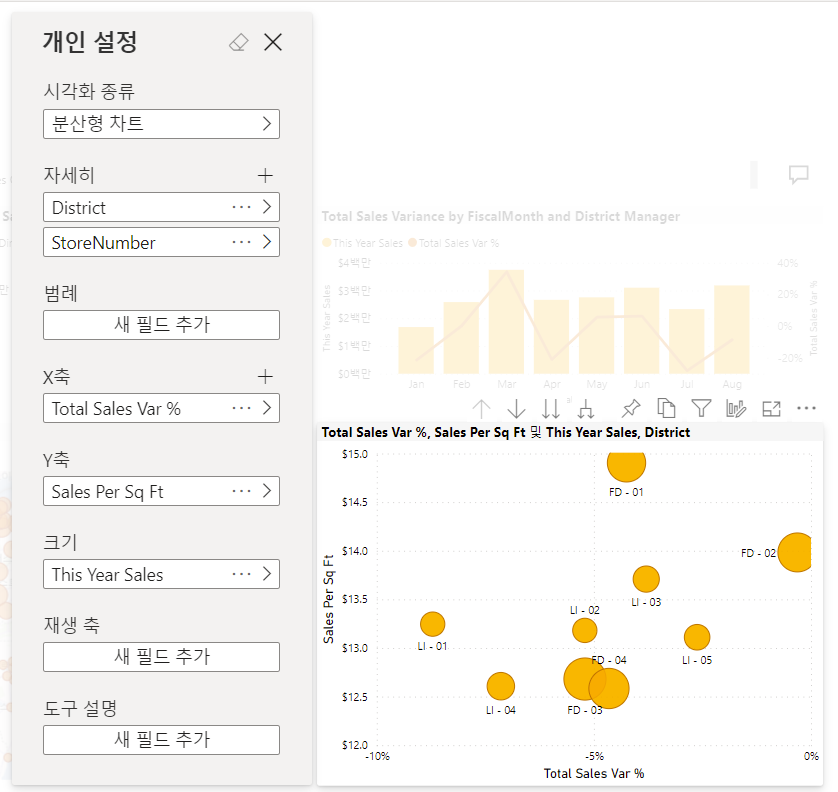 개인 설정
시각화 종류
분산형 차트
자세히
District
StoreNumber
범례
새 필드 추가
X축
Total Sales Var %
Y축
Sales Per Sq Ft
크기
This Year Sales
재생 축
새 필드 추가
도구 설명
새 필드 추가
Total Sales Variance by FiscalMonth and District Manager
This Year Sales Total Sales Var %
This Year Sales
$4백만
$3백만
$2백만
$1백만
$0백만
40%
20%
0%
-20%
Total Sales Var %
Jan Feb Mar Apr May Jun Jul Aug
Total Sales Var %, Sales Per Sq Ft 및 This Year Sales, District
Sales Per Sq Ft
$15.0
$14.5
$14.0
$13.5
$13.0
$12.5
$12.0
FD - 01
FD - 02
LI - 03
LI - 02
LI - 01
LI - 05
FD - 04
LI - 04
FD - 03
-10% -5% 0%
Total Sales Var %